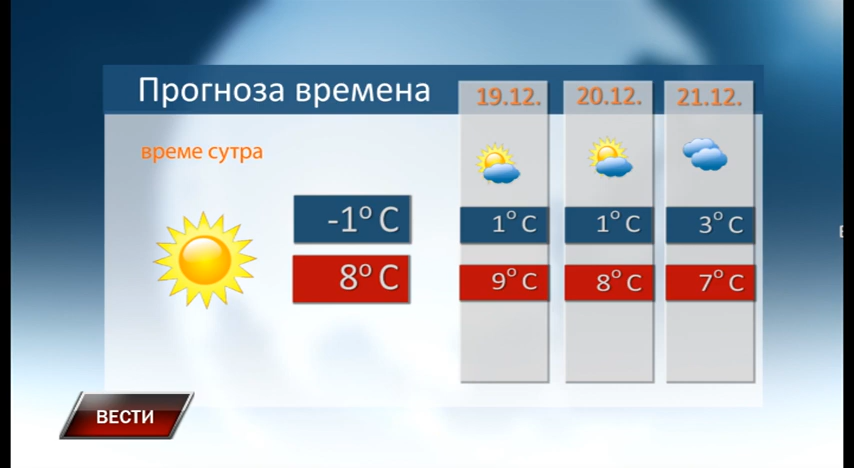 Прогноза времена
19.12.
20.12.
21.12.
време сутра
-1º C
8º C
1º C
1º C
3º C
9º C
8º C
7º C
ВЕСТИ